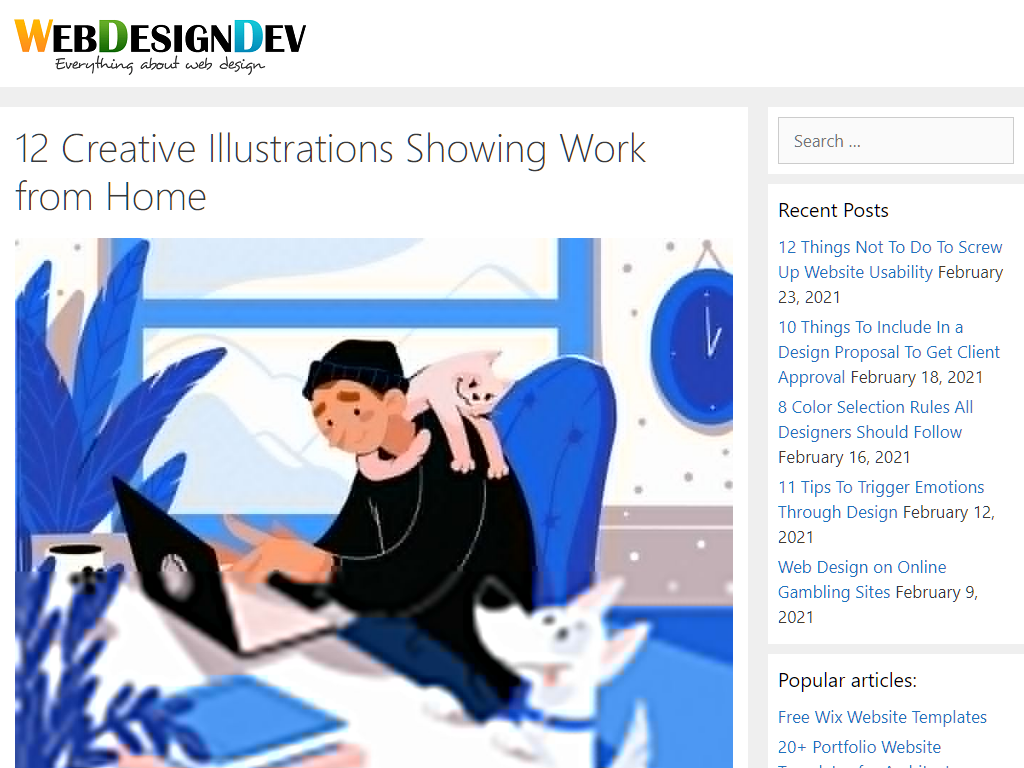 WEBDESIGNDEV
Everything about web design
12 Creative Illustrations Showing Work
from Home
Search ...
Recent Posts
12 Things Not To Do To Screw
Up Website Usability February
23, 2021
10 Things To Include In a
Design Proposal To Get Client
Approval February 18, 2021
8 Color Selection Rules All
Designers Should Follow
February 16, 2021
11 Tips To Trigger Emotions
Through Design February 12,
2021
Web Design on Online
Gambling Sites February 9,
2021
Popular articles:
Free Wix Website Templates
20+ Portfolio Website